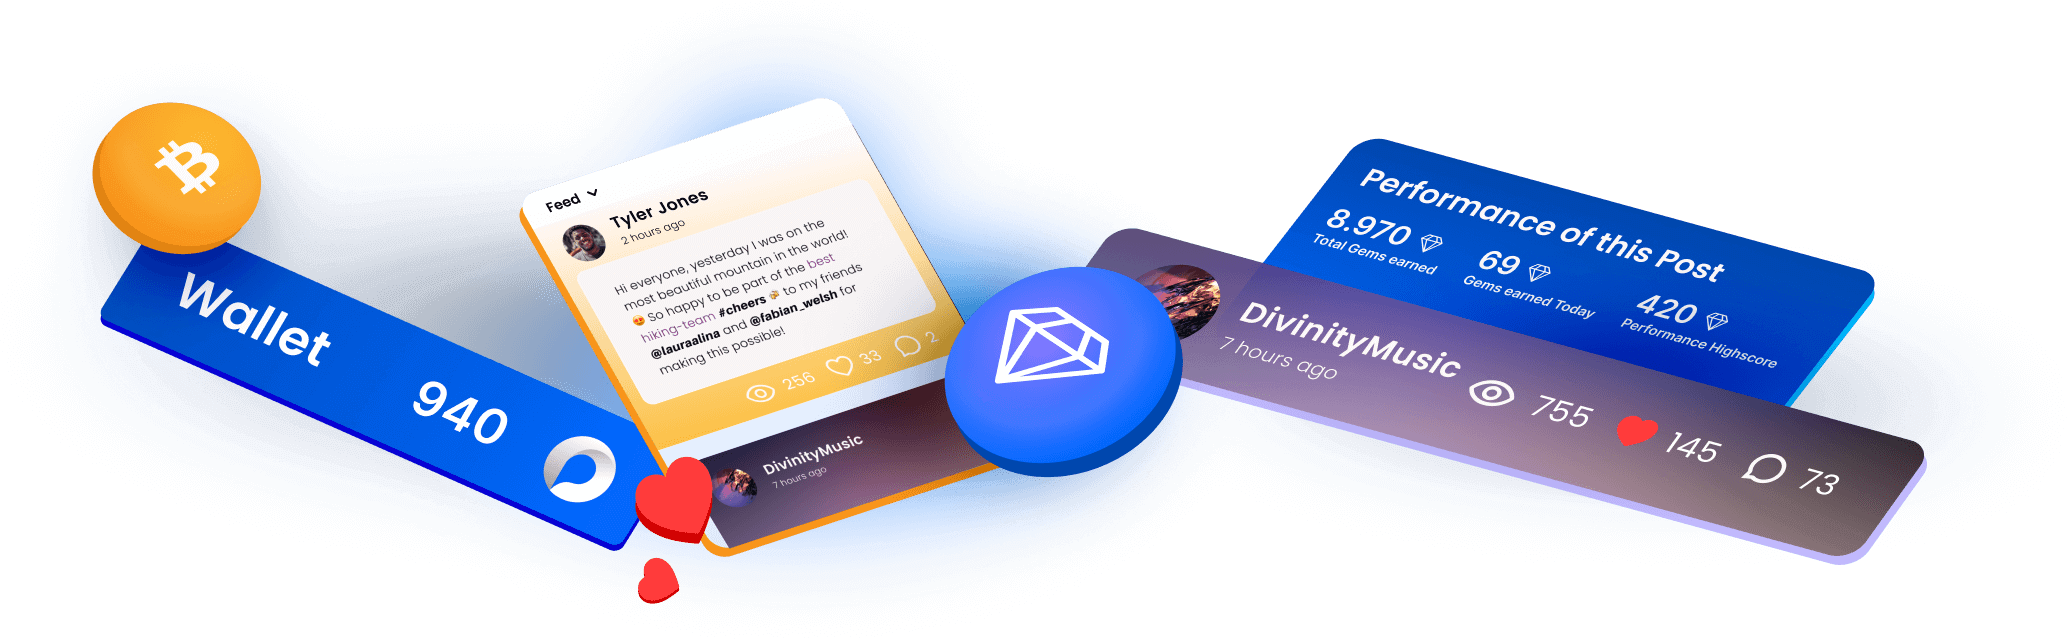 Wallet
940
Feed
Tyler Jones
2 hours ago
Hi everyone, yesterday I was on the
most beautiful mountain in the world!
😍 So happy to be part of the best
hiking-team #cheers 🍻 to my friends
@lauraalina and @fabian_welsh for
making this possible!
256
33
2
DivinityMusic
7 hours ago
Performance of this Post
8.970
Total Gems earned
69
Gems earned Today
420
Performance Highscore
DivinityMusic
7 hours ago
755
145
73